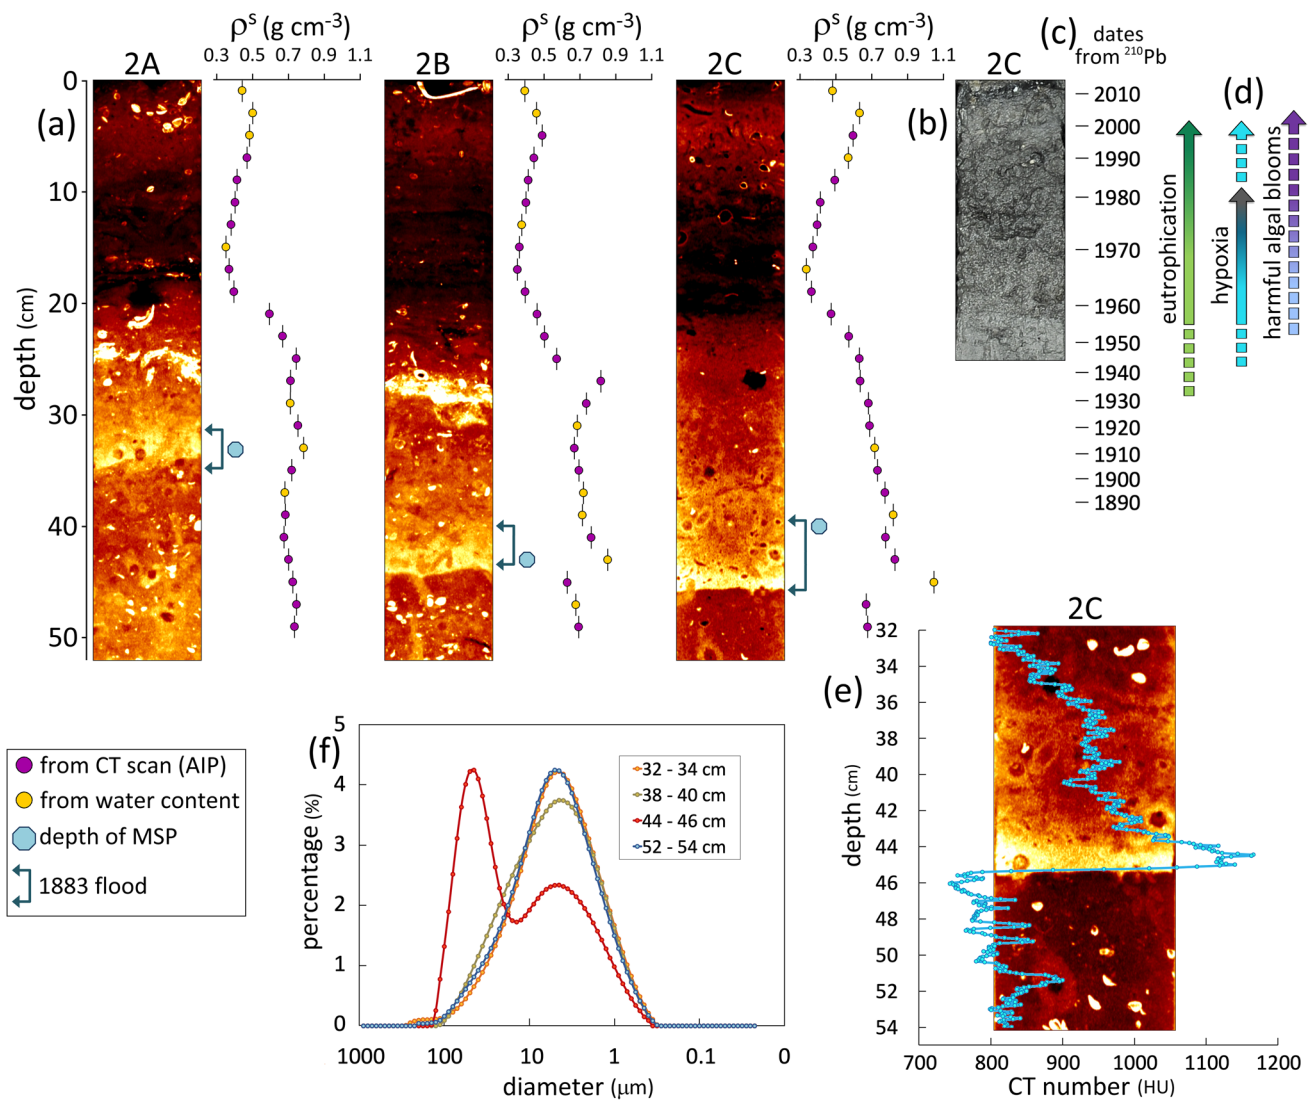 ρˢ (g cm⁻³)
0.3 0.5 0.7 0.9 1.1
ρˢ (g cm⁻³)
0.3 0.5 0.7 0.9 1.1
ρˢ (g cm⁻³)
0.3 0.5 0.7 0.9 1.1
2A
2B
2C
(a)
depth (cm)
0
10
20
30
40
50
(b)
2C
(c)
dates
from ²¹⁰Pb
2010
2000
1990
1980
1970
1960
1950
1940
1930
1920
1910
1900
1890
(d)
eutrophication
hypoxia
harmful algal blooms
from CT scan (AIP)
from water content
depth of MSP
1883 flood
(f)
percentage (%)
5
4
3
2
1
0
32 - 34 cm
38 - 40 cm
44 - 46 cm
52 - 54 cm
1000 100 10 1 0.1 0
diameter (μm)
(e)
2C
depth (cm)
32
34
36
38
40
42
44
46
48
50
52
54
700 800 900 1000 1100 1200
CT number (HU)